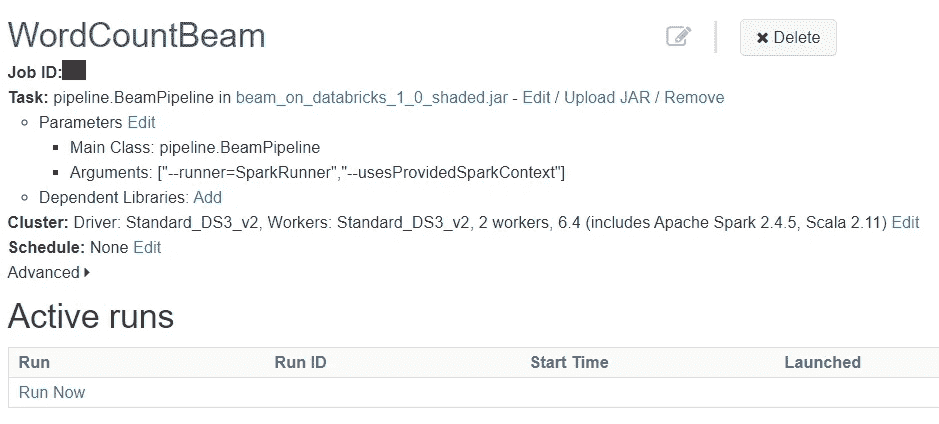 WordCountBeam
✖ Delete
Job ID:
Task: pipeline.BeamPipeline in beam_on_databricks_1_0_shaded.jar - Edit / Upload JAR / Remove
Parameters Edit
Main Class: pipeline.BeamPipeline
Arguments: ["--runner=SparkRunner","--usesProvidedSparkContext"]
Dependent Libraries: Add
Cluster: Driver: Standard_DS3_v2, Workers: Standard_DS3_v2, 2 workers, 6.4 (includes Apache Spark 2.4.5, Scala 2.11) Edit
Schedule: None Edit
Advanced
Active runs
Run Run ID Start Time Launched
Run Now